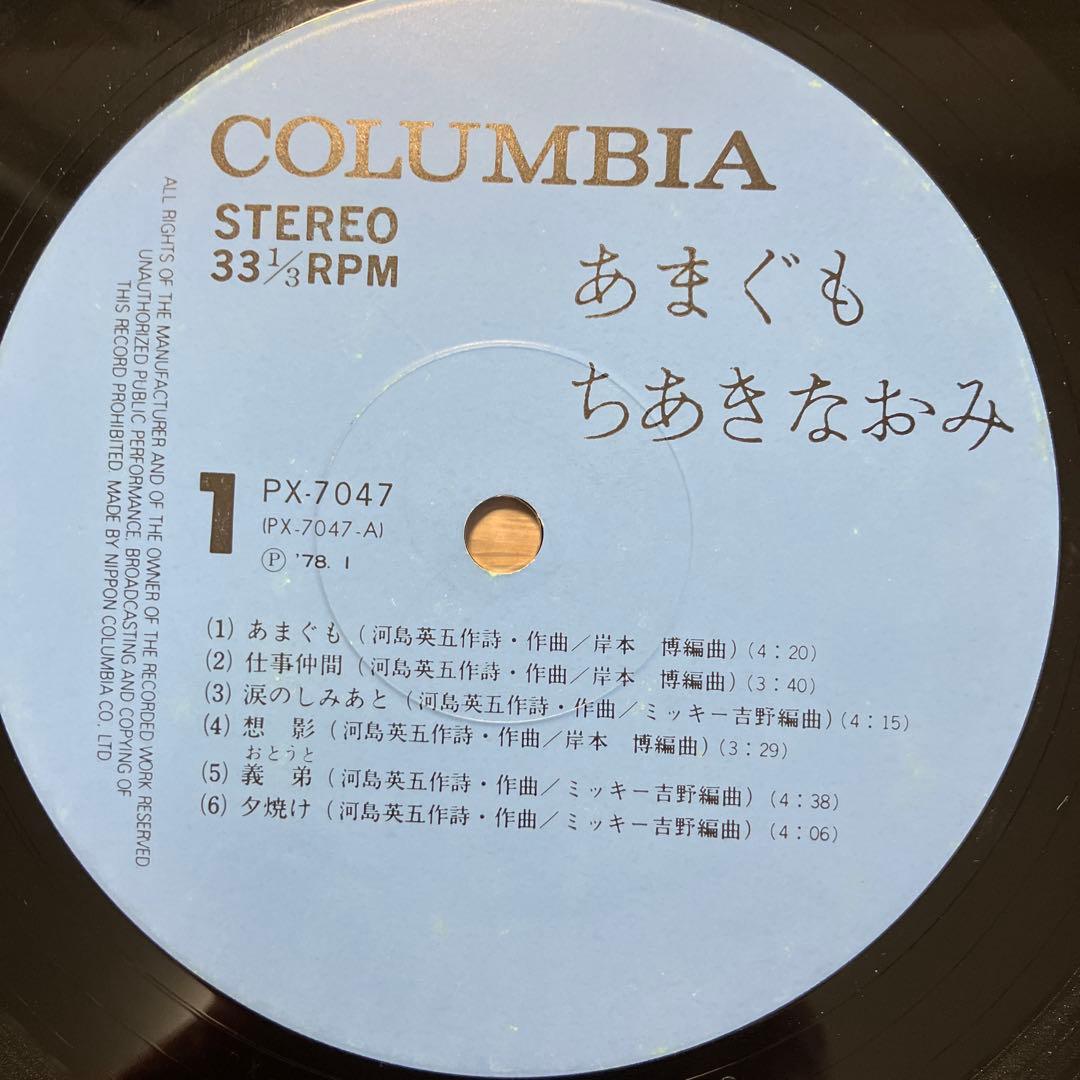 COLUMBIA
STEREO
33 1/3 RPM
あまぐも
ちあきなおみ
1
PX-7047
(PX-7047-A)
Ⓟ '78. 1
(1) あまぐも (河島英五作詩・作曲/岸本 博編曲) (4:20)
(2) 仕事仲間 (河島英五作詩・作曲/岸本 博編曲) (3:40)
(3) 涙のしみあと (河島英五作詩・作曲/ミッキー吉野編曲) (4:15)
(4) 想 影 (河島英五作詩・作曲/岸本 博編曲) (3:29)
おとうと
(5) 義 弟 (河島英五作詩・作曲/ミッキー吉野編曲) (4:38)
(6) 夕焼け (河島英五作詩・作曲/ミッキー吉野編曲) (4:06)
ALL RIGHTS OF THE MANUFACTURER AND OF THE OWNER OF THE RECORDED WORK RESERVED
UNAUTHORIZED PUBLIC PERFORMANCE, BROADCASTING AND COPYING OF
THIS RECORD PROHIBITED. MADE BY NIPPON COLUMBIA CO., LTD